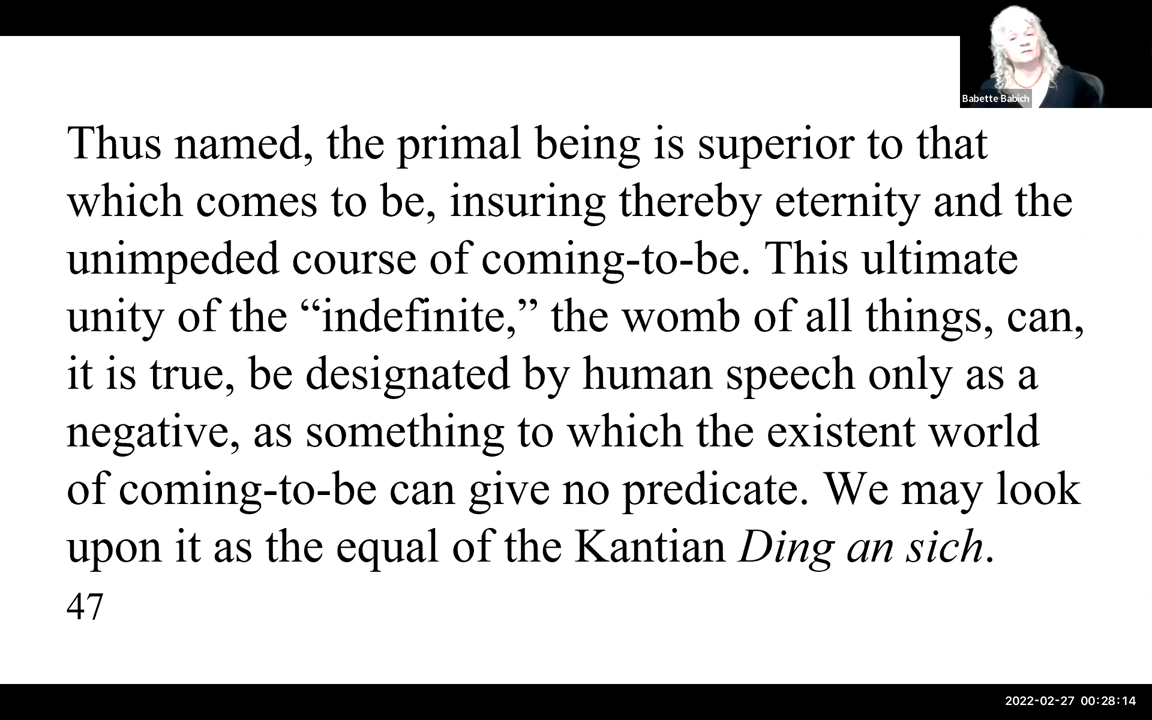 Babette Babich
Thus named, the primal being is superior to that
which comes to be, insuring thereby eternity and the
unimpeded course of coming-to-be. This ultimate
unity of the “indefinite,” the womb of all things, can,
it is true, be designated by human speech only as a
negative, as something to which the existent world
of coming-to-be can give no predicate. We may look
upon it as the equal of the Kantian Ding an sich.
47
2022-02-27 00:28:14